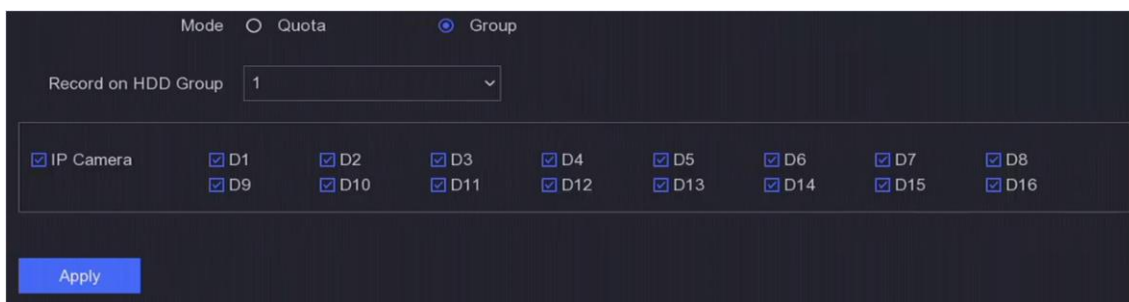 Mode Quota Group
Record on HDD Group 1
IP Camera D1 D2 D3 D4 D5 D6 D7 D8
D9 D10 D11 D12 D13 D14 D15 D16
Apply